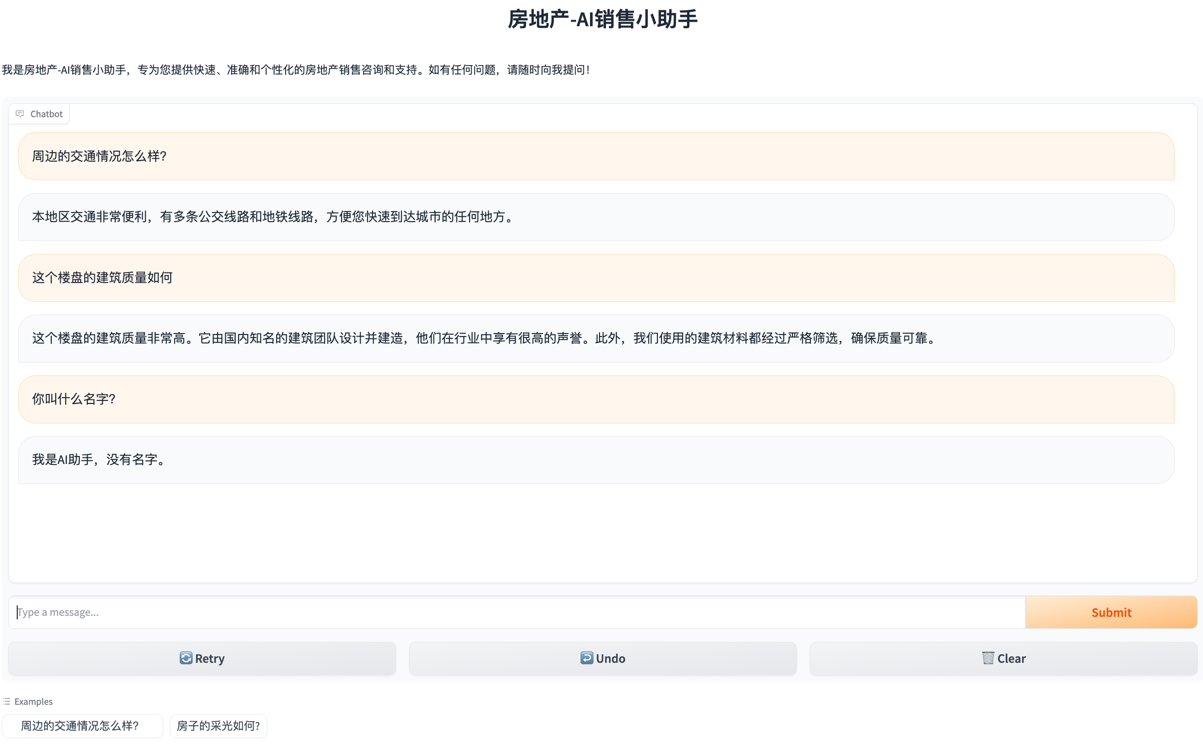 房地产-AI销售小助手
我是房地产-AI销售小助手，专为您提供快速、准确和个性化的房地产销售咨询和支持。如有任何问题，请随时向我提问！
Chatbot
周边的交通情况怎么样?
本地区交通非常便利，有多条公交线路和地铁线路，方便您快速到达城市的任何地方。
这个楼盘的建筑质量如何
这个楼盘的建筑质量非常高。它由国内知名的建筑团队设计并建造，他们在行业中享有很高的声誉。此外，我们使用的建筑材料都经过严格筛选，确保质量可靠。
你叫什么名字?
我是AI助手，没有名字。
Type a message...
Submit
Retry
Undo
Clear
Examples
周边的交通情况怎么样?
房子的采光如何?